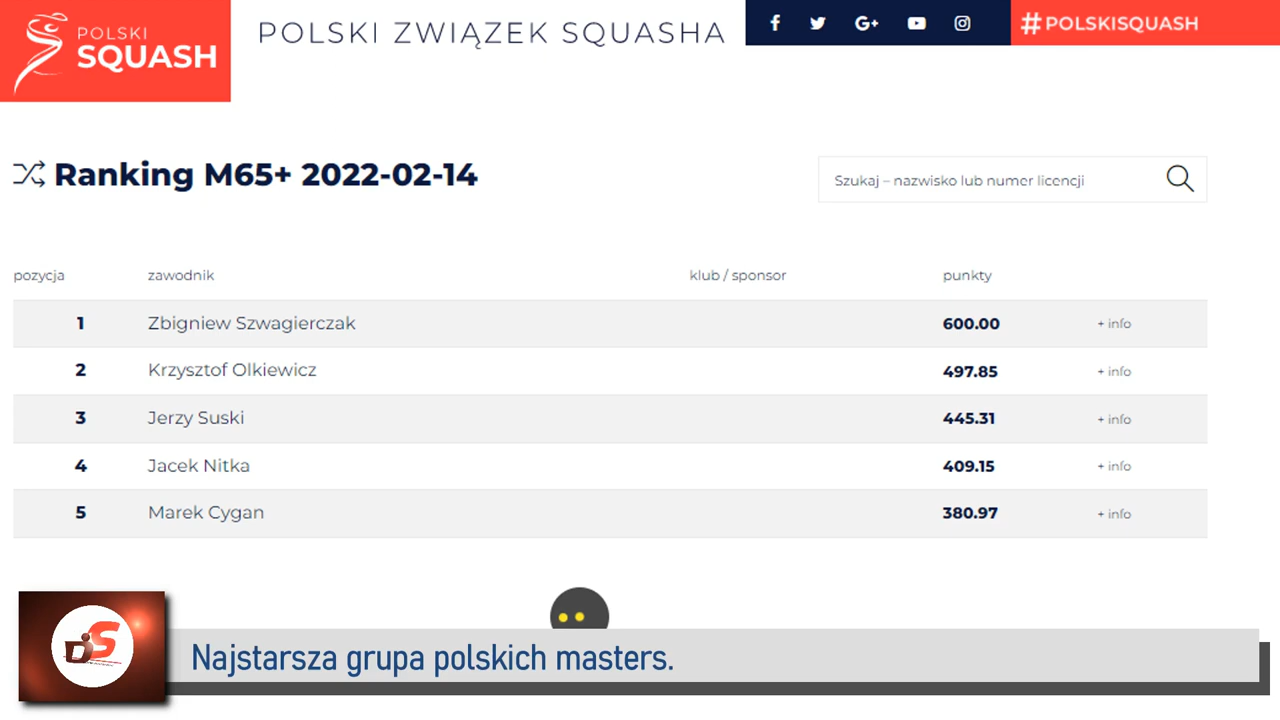 POLSKI
SQUASH
POLSKI ZWIĄZEK SQUASHA
#POLSKISQUASH
Ranking M65+ 2022-02-14
Szukaj – nazwisko lub numer licencji
pozycja zawodnik klub / sponsor punkty
1 Zbigniew Szwagierczak 600.00 + info
2 Krzysztof Olkiewicz 497.85 + info
3 Jerzy Suski 445.31 + info
4 Jacek Nitka 409.15 + info
5 Marek Cygan 380.97 + info
Najstarsza grupa polskich masters.